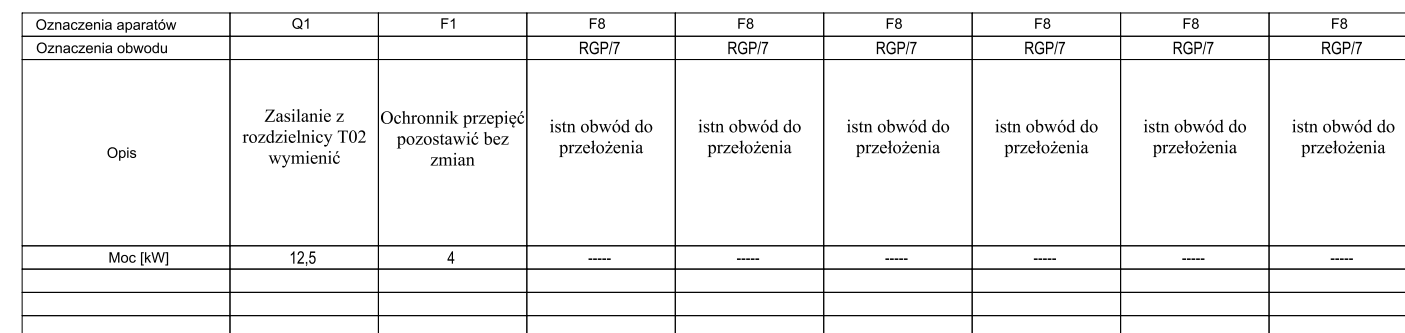 Oznaczenia aparatów Q1 F1 F8 F8 F8 F8 F8 F8
Oznaczenia obwodu RGP/7 RGP/7 RGP/7 RGP/7 RGP/7 RGP/7
Opis
Zasilanie z
rozdzielnicy T02
wymienić
Ochronnik przepięć
pozostawić bez
zmian
istn obwód do
przełożenia
istn obwód do
przełożenia
istn obwód do
przełożenia
istn obwód do
przełożenia
istn obwód do
przełożenia
istn obwód do
przełożenia
Moc [kW] 12,5 4 ----- ----- ----- ----- ----- -----